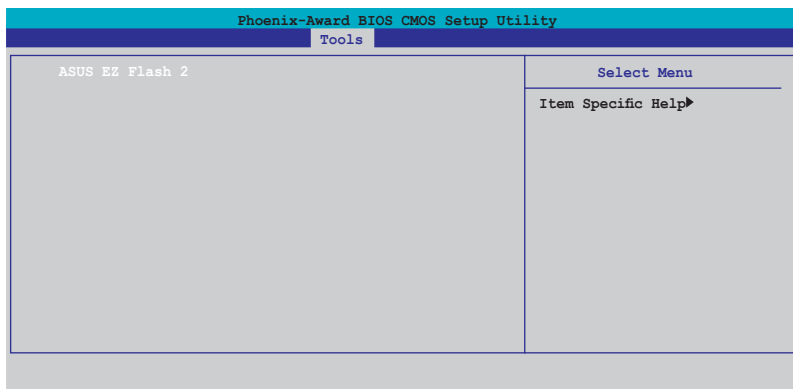 Phoenix-Award BIOS CMOS Setup Utility
Tools
ASUS EZ Flash 2
Select Menu
Item Specific Help